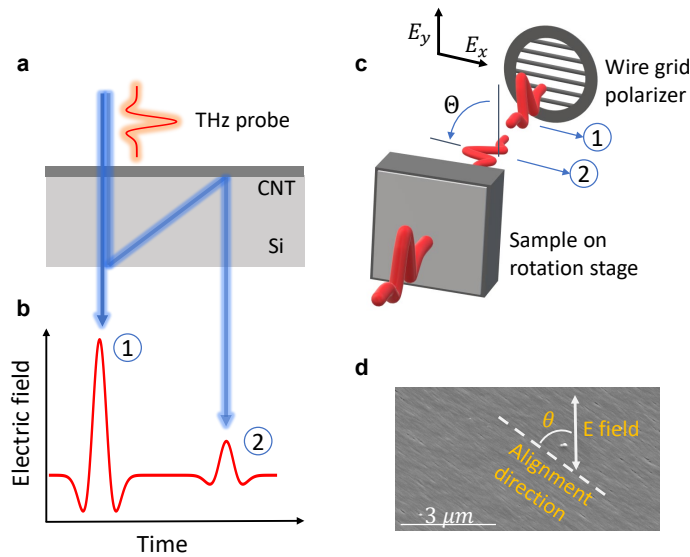 a
THz probe
CNT
Si
b
1
2
Electric field
Time
c
E_y
E_x
Wire grid
polarizer
Θ
1
2
Sample on
rotation stage
d
θ
E field
Alignment
direction
3 μm